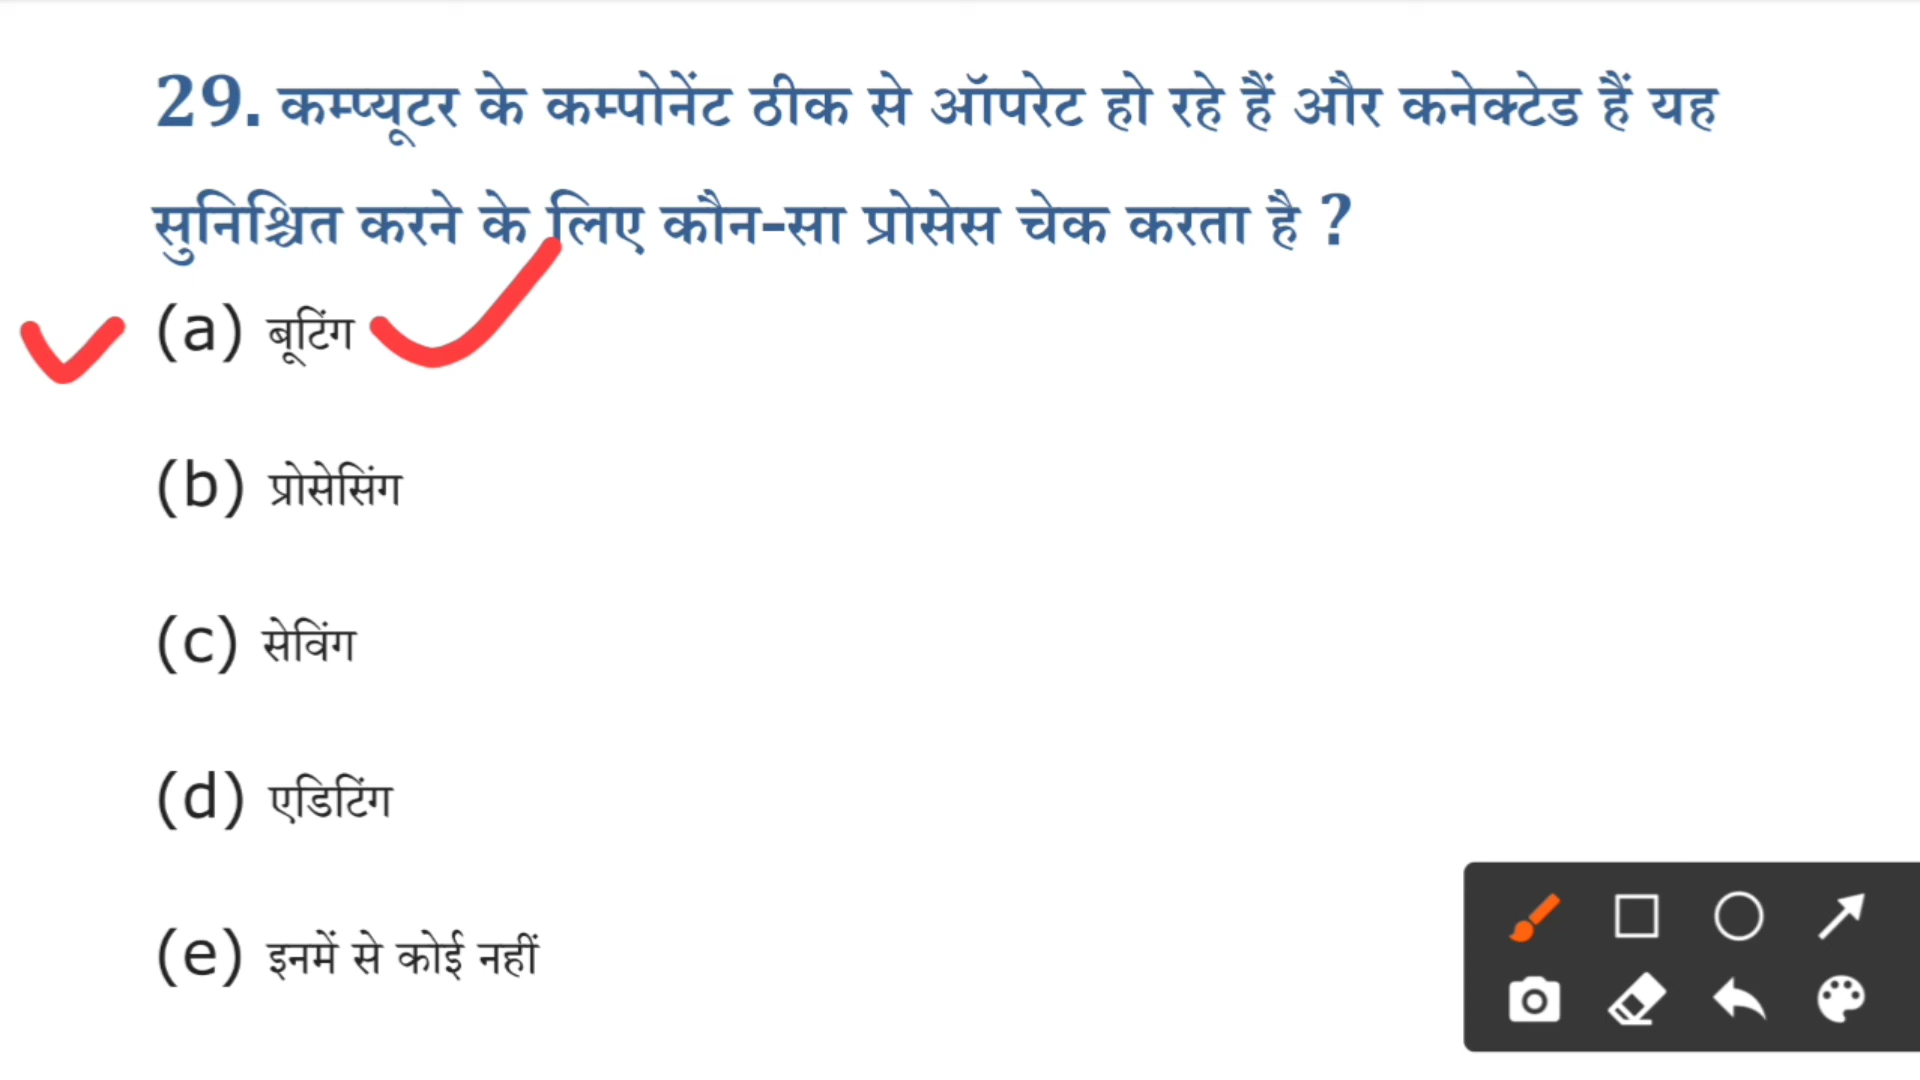 29. कम्प्यूटर के कम्पोनेंट ठीक से ऑपरेट हो रहे हैं और कनेक्टेड हैं यह
सुनिश्चित करने के लिए कौन-सा प्रोसेस चेक करता है ?
(a) बूटिंग
(b) प्रोसेसिंग
(c) सेविंग
(d) एडिटिंग
(e) इनमें से कोई नहीं